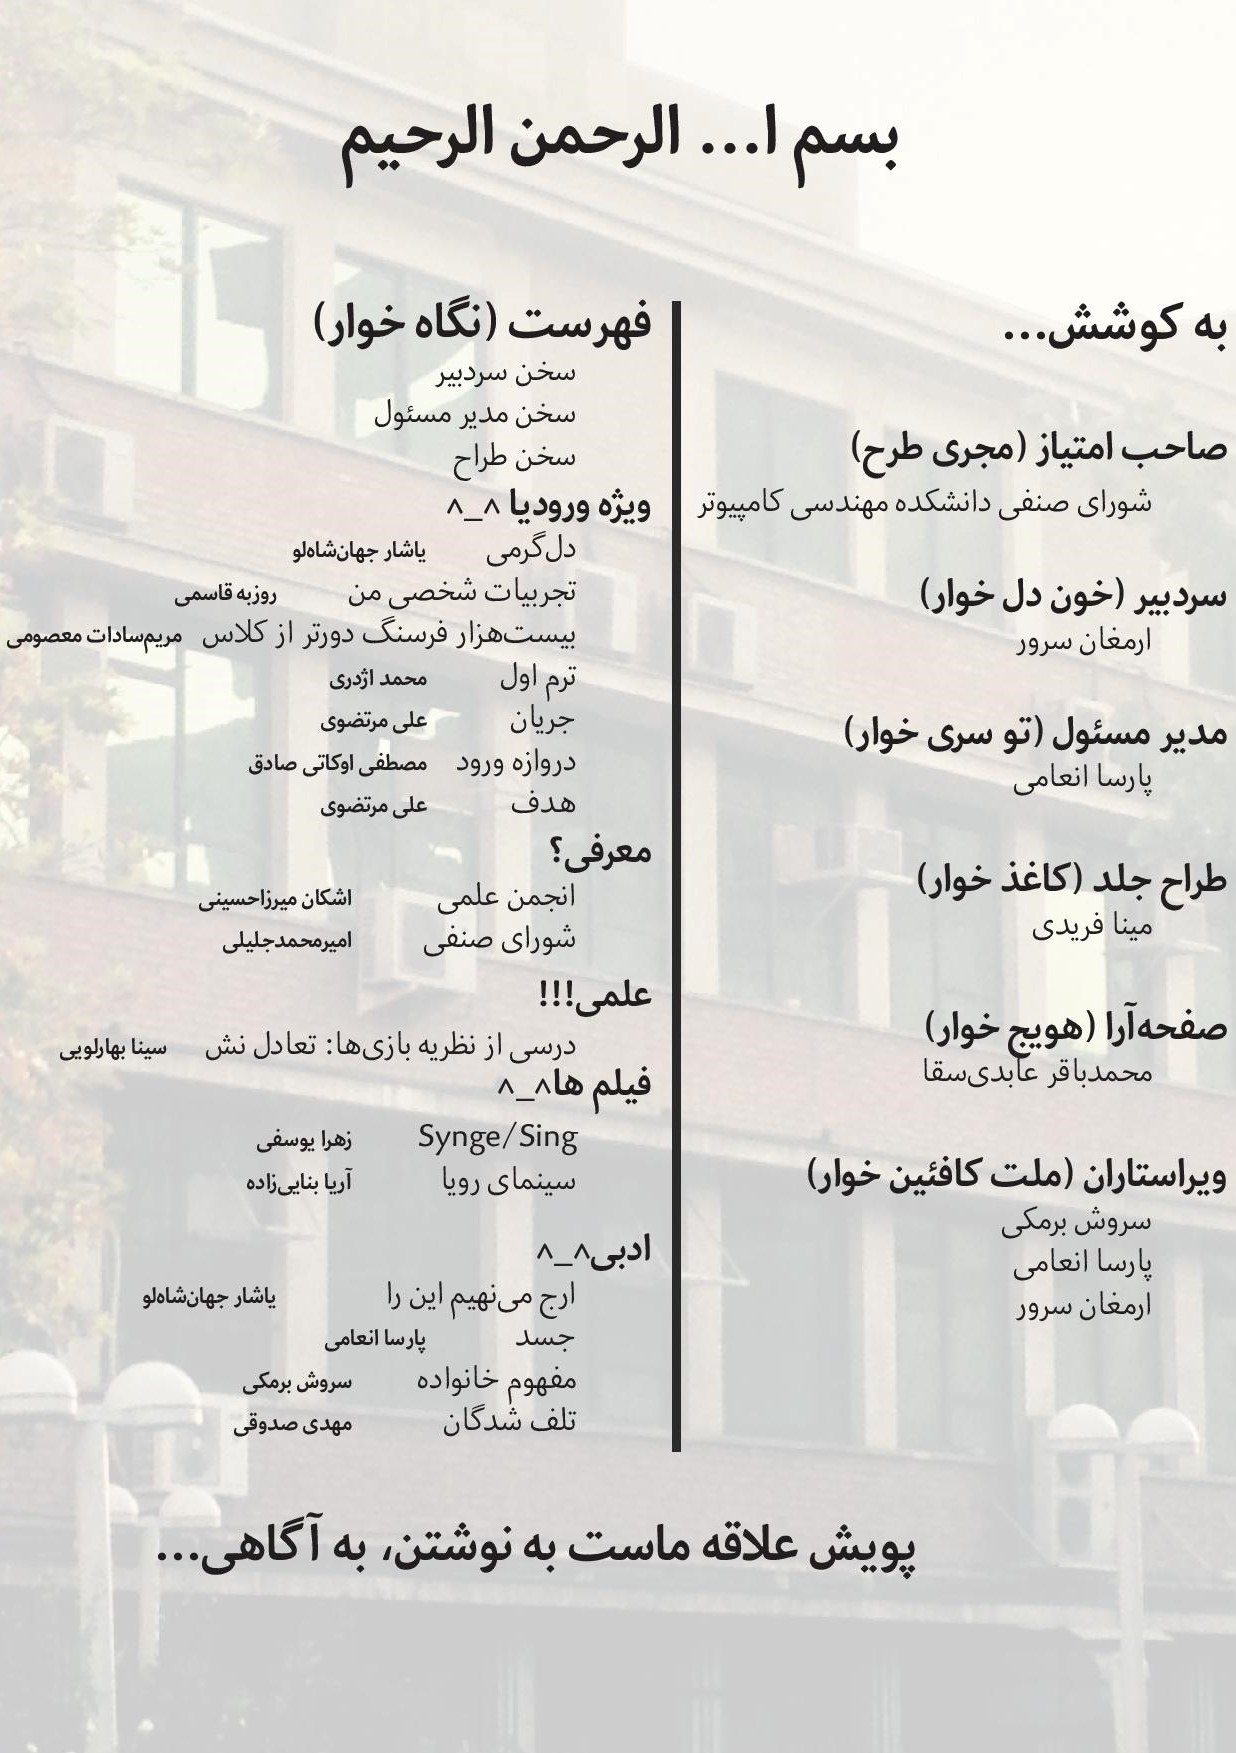 بسم ا... الرحمن الرحیم
به کوشش...
صاحب امتیاز (مجری طرح)
شورای صنفی دانشکده مهندسی کامپیوتر
سردبیر (خون دل خوار)
ارمغان سرور
مدیر مسئول (تو سری خوار)
پارسا انعامی
طراح جلد (کاغذ خوار)
مینا فریدی
صفحه‌آرا (هویج خوار)
محمدباقر عابدی‌سقا
ویراستاران (ملت کافئین خوار)
سروش برمکی
پارسا انعامی
ارمغان سرور
فهرست (نگاه خوار)
سخن سردبیر
سخن مدیر مسئول
سخن طراح
ویژه ورودیا ^_^
دل‌گرمی یاشار جهان‌شاه‌لو
تجربیات شخصی من روزبه قاسمی
بیست‌هزار فرسنگ دورتر از کلاس مریم‌سادات معصومی
ترم اول محمد اژدری
جریان علی مرتضوی
دروازه ورود مصطفی اوکاتی صادق
هدف علی مرتضوی
معرفی؟
انجمن علمی اشکان میرزاحسینی
شورای صنفی امیرمحمدجلیلی
علمی!!!
درسی از نظریه بازی‌ها: تعادل نش سینا بهارلویی
فیلم ها^_^
Synge/Sing زهرا یوسفی
سینمای رویا آریا بنایی‌زاده
ادبی^_^
ارج می‌نهیم این را یاشار جهان‌شاه‌لو
جسد پارسا انعامی
مفهوم خانواده سروش برمکی
تلف شدگان مهدی صدوقی
پویش علاقه ماست به نوشتن، به آگاهی...